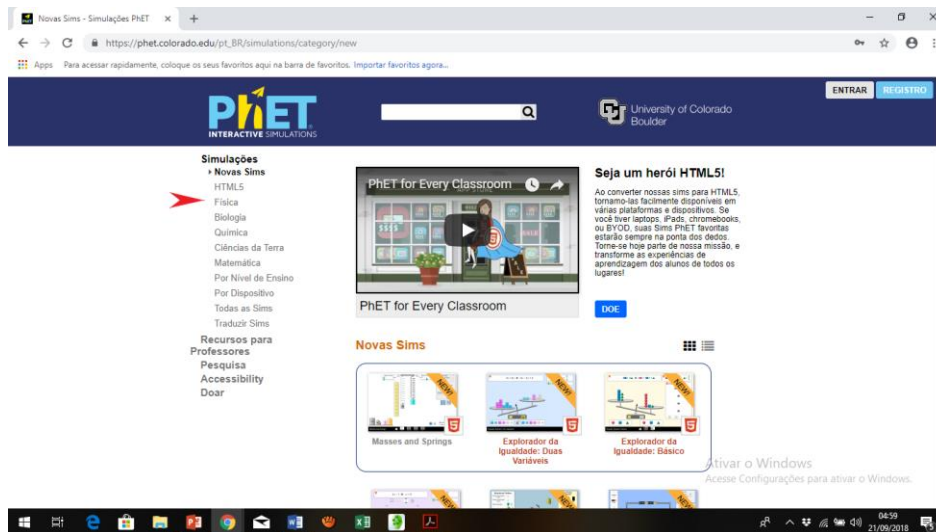 Novas Sims - Simulações PhET
https://phet.colorado.edu/pt_BR/simulations/category/new
Apps Para acessar rapidamente, coloque os seus favoritos aqui na barra de favoritos. Importar favoritos agora...
ENTRAR REGISTRO
PhET
INTERACTIVE SIMULATIONS
CU
University of Colorado
Boulder
Simulações
Novas Sims
HTML5
Física
Biologia
Química
Ciências da Terra
Matemática
Por Nível de Ensino
Por Dispositivo
Todas as Sims
Traduzir Sims
Recursos para
Professores
Pesquisa
Accessibility
Doar
PhET for Every Classroom
PhET for Every Classroom
Seja um herói HTML5!
Ao converter nossas sims para HTML5,
tornamo-las facilmente disponíveis em
várias plataformas e dispositivos. Se
você tiver laptops, iPads, chromebooks,
ou BYOD, suas Sims PhET favoritas
estarão sempre na ponta dos dedos.
Torne-se hoje parte de nossa missão, e
transforme as experiências de
aprendizagem dos alunos de todos os
lugares!
DOE
Novas Sims
NEW!
NEW!
NEW!
Masses and Springs
Explorador da
Igualdade: Duas
Variáveis
Explorador da
Igualdade: Básico
Ativar o Windows
Acesse Configurações para ativar o Windows.
04:59
21/09/2018